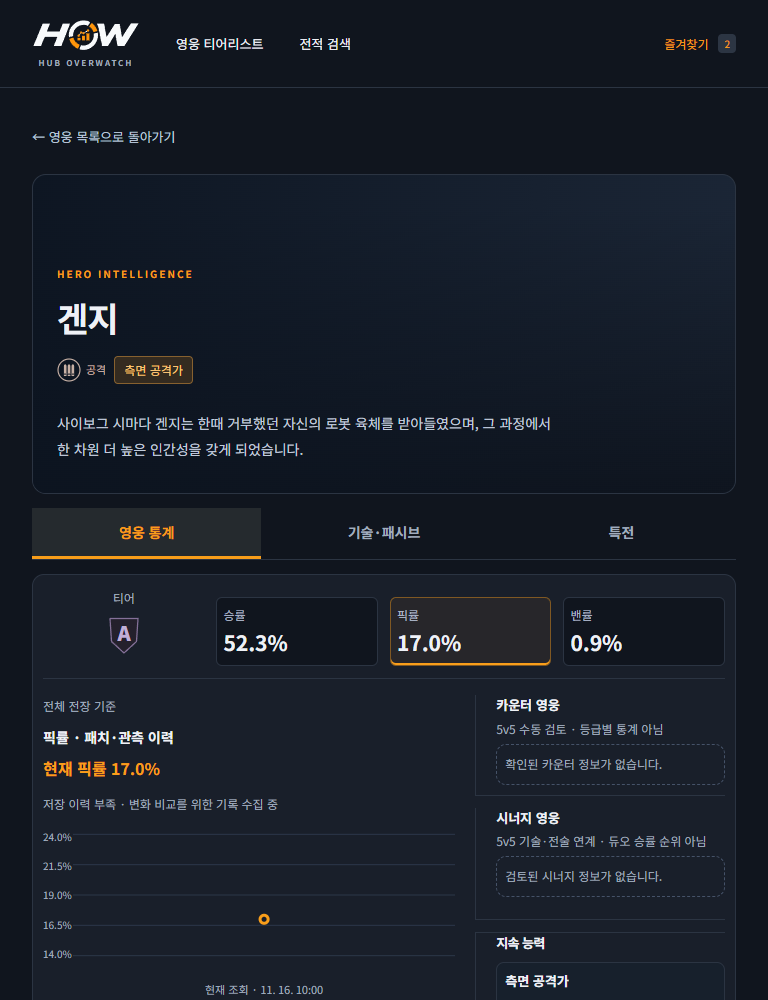 HOW
HUB OVERWATCH
영웅 티어리스트
전적 검색
즐겨찾기 2
← 영웅 목록으로 돌아가기
HERO INTELLIGENCE
겐지
공격
측면 공격가
사이보그 시마다 겐지는 한때 거부했던 자신의 로봇 육체를 받아들였으며, 그 과정에서
한 차원 더 높은 인간성을 갖게 되었습니다.
영웅 통계
기술·패시브
특전
티어
A
승률
52.3%
픽률
17.0%
밴률
0.9%
전체 전장 기준
픽률 · 패치·관측 이력
현재 픽률 17.0%
저장 이력 부족 · 변화 비교를 위한 기록 수집 중
24.0%
21.5%
19.0%
16.5%
14.0%
현재 조회 · 11. 16. 10:00
카운터 영웅
5v5 수동 검토 · 등급별 통계 아님
확인된 카운터 정보가 없습니다.
시너지 영웅
5v5 기술·전술 연계 · 듀오 승률 순위 아님
검토된 시너지 정보가 없습니다.
지속 능력
측면 공격가